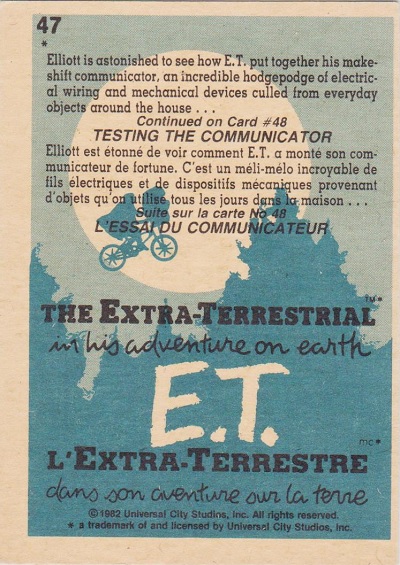 47
*
Elliott is astonished to see how E.T. put together his make-
shift communicator, an incredible hodgepodge of electric-
al wiring and mechanical devices culled from everyday
objects around the house . . .
Continued on Card #48
TESTING THE COMMUNICATOR
Elliott est étonné de voir comment E.T. a monté son com-
municateur de fortune. C'est un méli-mélo incroyable de
fils électriques et de dispositifs mécaniques provenant
d'objets qu'on utilise tous les jours dans la maison . . .
Suite sur la carte No 48
L'ESSAI DU COMMUNICATEUR
THE EXTRA-TERRESTRIAL TM*
in his adventure on earth
E.T.
mc*
L'EXTRA-TERRESTRE
dans son aventure sur la terre
©1982 Universal City Studios, Inc. All rights reserved.
* a trademark of and licensed by Universal City Studios, Inc.